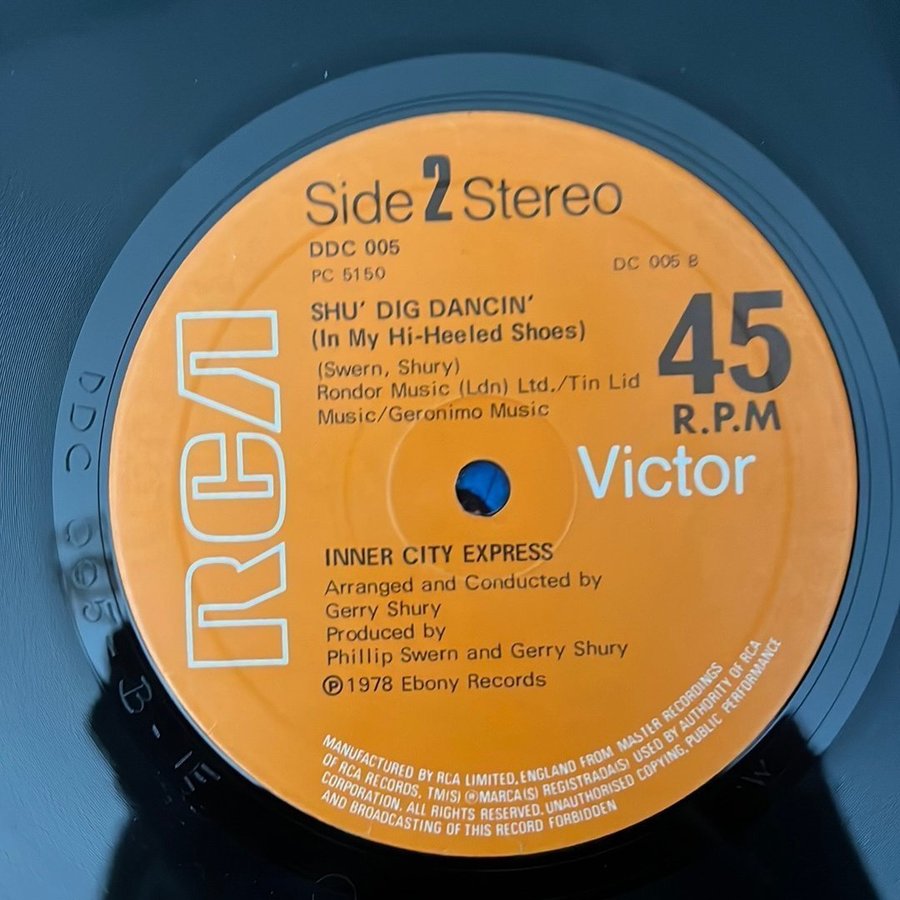 Side 2 Stereo
DDC 005
PC 5150
DC 005 B
SHU' DIG DANCIN'
(In My Hi-Heeled Shoes)
(Swern, Shury)
Rondor Music (Ldn) Ltd./Tin Lid
Music/Geronimo Music
45
R.P.M
RCA
Victor
INNER CITY EXPRESS
Arranged and Conducted by
Gerry Shury
Produced by
Phillip Swern and Gerry Shury
Ⓟ1978 Ebony Records
MANUFACTURED BY RCA LIMITED, ENGLAND FROM MASTER RECORDINGS
OF RCA RECORDS, TM(S) ®MARCA(S) REGISTRADA(S) USED BY AUTHORITY OF RCA
CORPORATION. ALL RIGHTS RESERVED. UNAUTHORISED COPYING, PUBLIC PERFORMANCE
AND BROADCASTING OF THIS RECORD FORBIDDEN
DDC 005 - B - 1E